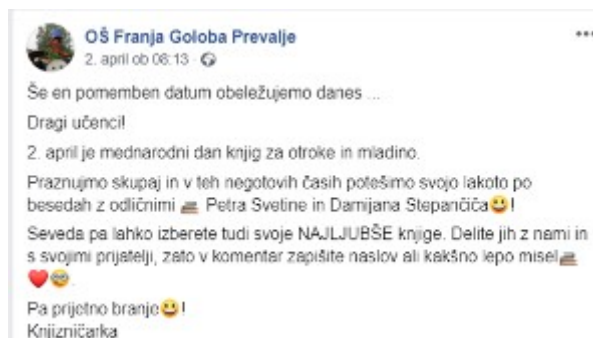 OŠ Franja Goloba Prevalje
2. april ob 08:13
Še en pomemben datum obeležujemo danes ...
Dragi učenci!
2. april je mednarodni dan knjig za otroke in mladino.
Praznujmo skupaj in v teh negotovih časih potešimo svojo lakoto po
besedah z odličnimi 📚 Petra Svetine in Damijana Stepančiča😃!
Seveda pa lahko izberete tudi svoje NAJLJUBŠE knjige. Delite jih z nami in
s svojimi prijatelji, zato v komentar zapišite naslov ali kakšno lepo misel📚
❤️🤓.
Pa prijetno branje😃!
Knjižničarka